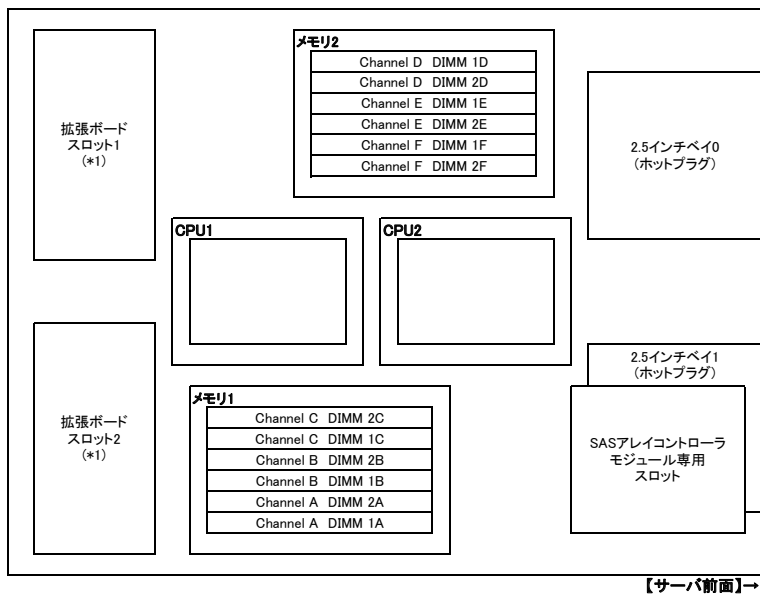 拡張ボード
スロット1
(*1)
メモリ2
Channel D DIMM 1D
Channel D DIMM 2D
Channel E DIMM 1E
Channel E DIMM 2E
Channel F DIMM 1F
Channel F DIMM 2F
2.5インチベイ0
(ホットプラグ)
CPU1
CPU2
拡張ボード
スロット2
(*1)
メモリ1
Channel C DIMM 2C
Channel C DIMM 1C
Channel B DIMM 2B
Channel B DIMM 1B
Channel A DIMM 2A
Channel A DIMM 1A
2.5インチベイ1
(ホットプラグ)
SASアレイコントローラ
モジュール専用
スロット
【サーバ前面】→